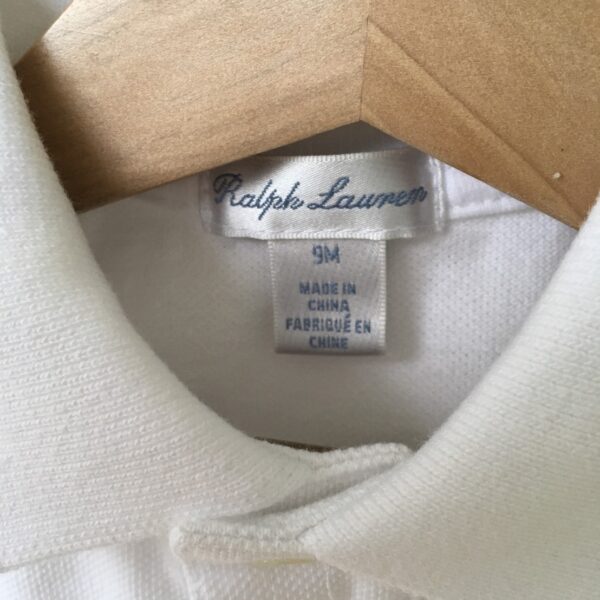 Ralph Lauren
9M
MADE IN
CHINA
FABRIQUÉ EN
CHINE